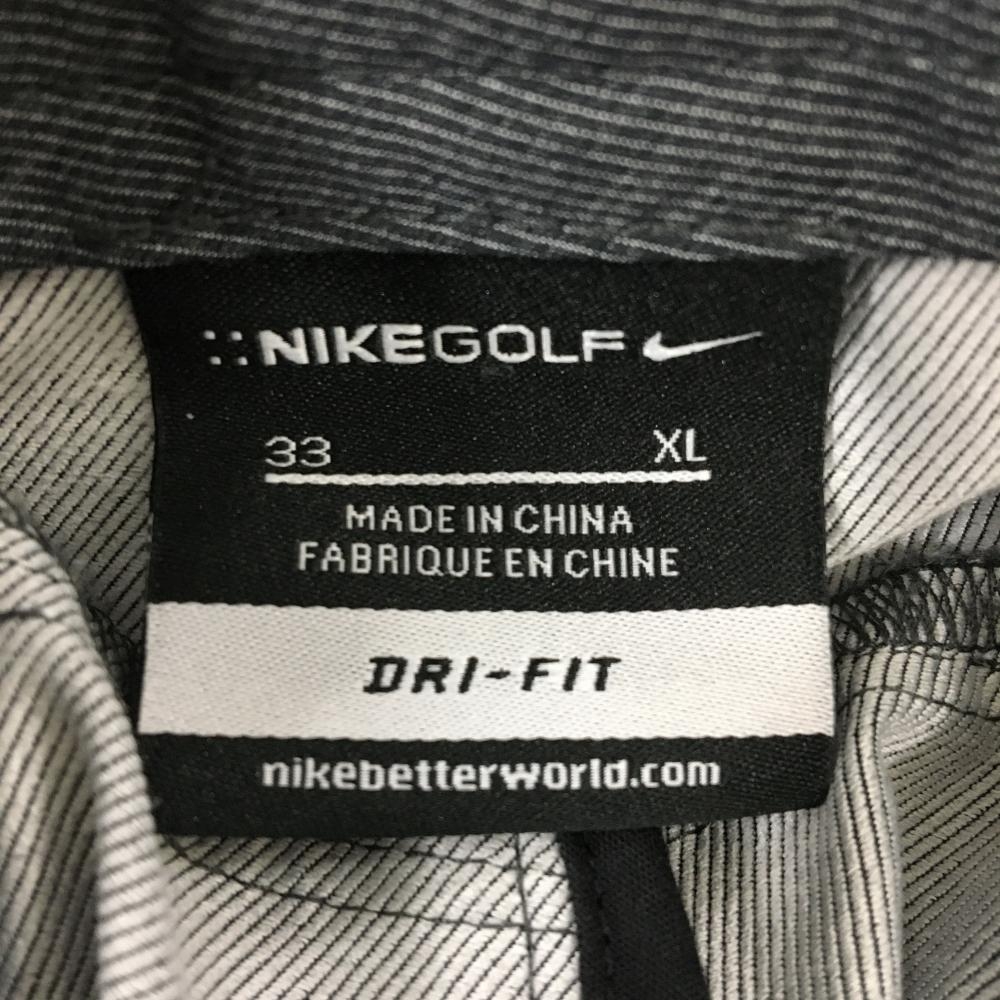 NIKEGOLF
33 XL
MADE IN CHINA
FABRIQUE EN CHINE
DRI-FIT
nikebetterworld.com